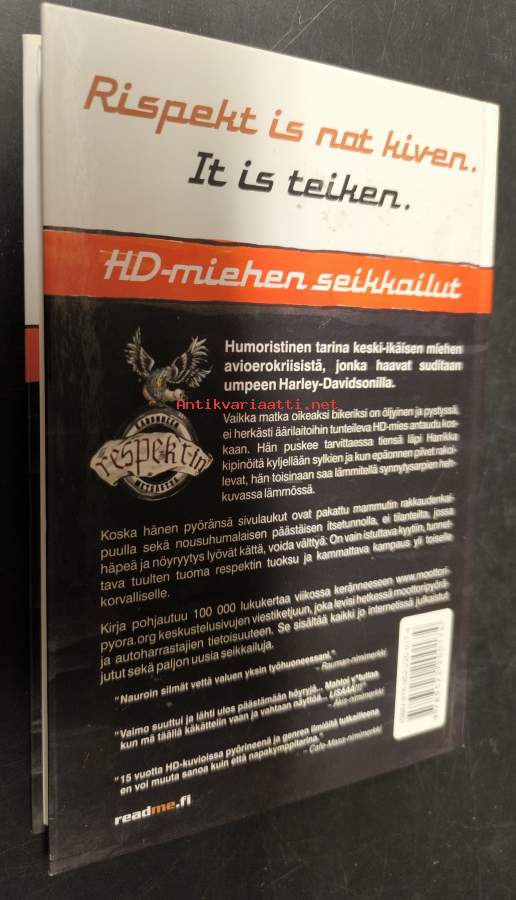 Rispekt is not kiven.
It is teiken.
HD-miehen seikkailut
Humoristinen tarina keski-ikäisen miehen
avioerokriisistä, jonka haavat suditaan
umpeen Harley-Davidsonilla.
Antikvariaatti.net
respektin
Vaikka matka oikeaksi bikeriksi on öljyinen ja pystyssä,
ei herkästi äärilaitoihin tunteileva HD-mies antaudu kos-
kaan. Hän puskee tarvittaessa tiensä läpi Harrikka
kipinöitä kyljellään sylkien ja kun epäonnen pilvet rakoi-
levat, hän toisinaan saa lämmitellä synnytysarpien heh-
kuvassa lämmössä.
Koska hänen pyöränsä sivulaukut ovat pakattu mammutin rakkaudenkai-
puulla sekä nousuhumalaisen päästäisen itsetunnolla, ei tilanteilta, jossa
häpeä ja nöyryytys lyövät kättä, voida välttyä: On vain istuttava kyytiin, tunnet-
tava tuulten tuoma respektin tuoksu ja kammattava kampaus yli toiselle
korvalliselle.
Kirja pohjautuu 100 000 lukukertaa viikossa keränneeseen www.moottori-
pyora.org keskustelusivujen viestiketjuun, joka levisi hetkessä moottoripyörä-
ja autoharrastajien tietoisuuteen. Se sisältää kaikki jo internetissä julkaistut
jutut sekä paljon uusia seikkailuja.
"Nauroin silmät vettä valuen yksin työhuoneessani."
- Rauman-nimimerkki
"Vaimo suuttui ja lähti ulos päästämään höyryjä... Mahtoi v*tuttaa
kun mä täällä käkättelin vaan ja vahtaan näyttöä... LISÄÄÄ!!!"
- Akis-nimimerkki
"15 vuotta HD-kuvioissa pyörineenä ja genren ilmiöitä tutkailleena
en voi muuta sanoa kuin että napakymppitarina."
- Cafe-Masa-nimimerkki
readme.fi